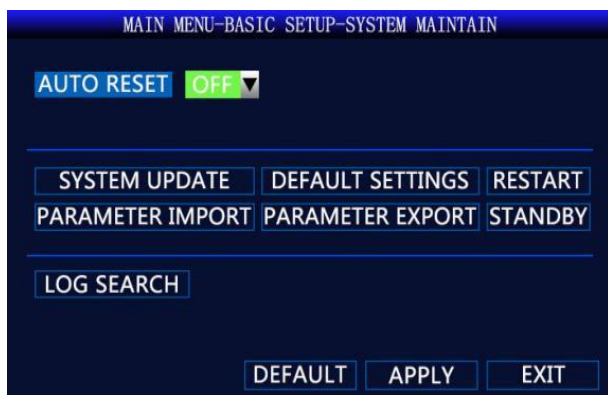 MAIN MENU-BASIC SETUP-SYSTEM MAINTAIN
AUTO RESET OFF
SYSTEM UPDATE DEFAULT SETTINGS RESTART
PARAMETER IMPORT PARAMETER EXPORT STANDBY
LOG SEARCH
DEFAULT APPLY EXIT